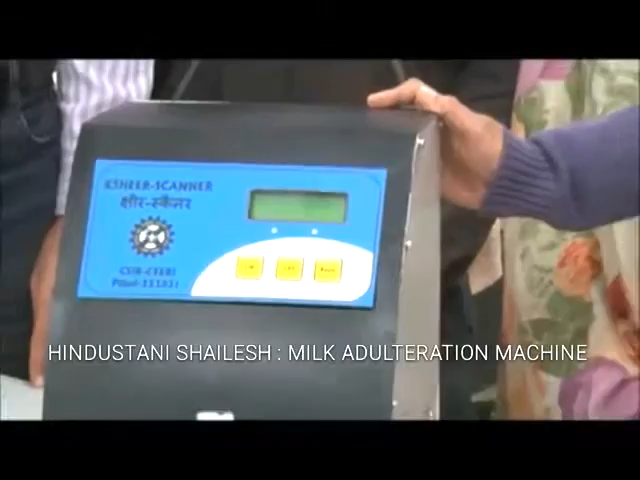 KSHEER-SCANNER
क्षीर-स्कैनर
CSIR-CEERI
HINDUSTANI SHAILESH : MILK ADULTERATION MACHINE